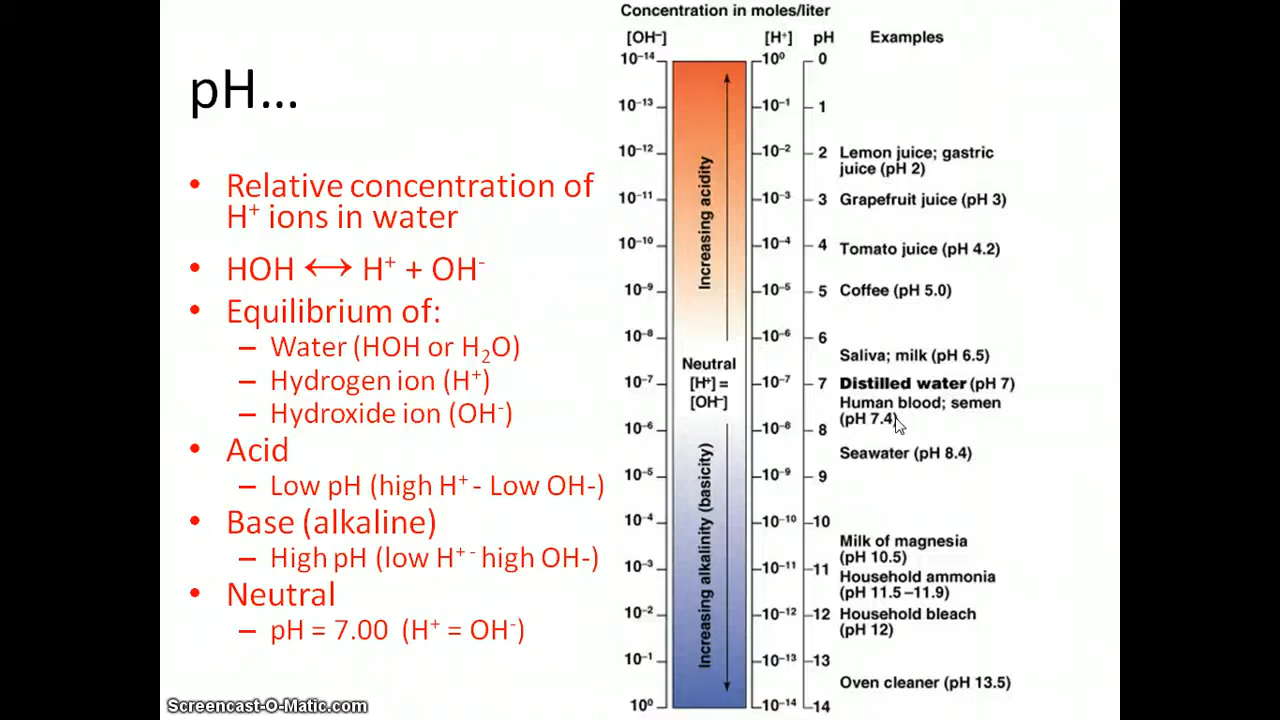 pH...
• Relative concentration of
H⁺ ions in water
• HOH ↔ H⁺ + OH⁻
• Equilibrium of:
– Water (HOH or H₂O)
– Hydrogen ion (H⁺)
– Hydroxide ion (OH⁻)
• Acid
– Low pH (high H⁺ - Low OH-)
• Base (alkaline)
– High pH (low H⁺ ⁻ high OH-)
• Neutral
– pH = 7.00 (H⁺ = OH⁻)
Concentration in moles/liter
[OH⁻] [H⁺] pH Examples
10⁻¹⁴ 10⁰ 0
10⁻¹³ 10⁻¹ 1
10⁻¹² 10⁻² 2 Lemon juice; gastric
juice (pH 2)
10⁻¹¹ 10⁻³ 3 Grapefruit juice (pH 3)
10⁻¹⁰ 10⁻⁴ 4 Tomato juice (pH 4.2)
Increasing acidity
10⁻⁹ 10⁻⁵ 5 Coffee (pH 5.0)
10⁻⁸ 10⁻⁶ 6
Saliva; milk (pH 6.5)
Neutral
10⁻⁷ [H⁺] = 10⁻⁷ 7 Distilled water (pH 7)
[OH⁻] Human blood; semen
(pH 7.4)
10⁻⁶ 10⁻⁸ 8
Seawater (pH 8.4)
10⁻⁵ 10⁻⁹ 9
10⁻⁴ 10⁻¹⁰ 10
Milk of magnesia
(pH 10.5)
Increasing alkalinity (basicity)
10⁻³ 10⁻¹¹ 11 Household ammonia
(pH 11.5–11.9)
10⁻² 10⁻¹² 12 Household bleach
(pH 12)
10⁻¹ 10⁻¹³ 13
Oven cleaner (pH 13.5)
10⁰ 10⁻¹⁴ 14
Screencast-O-Matic.com